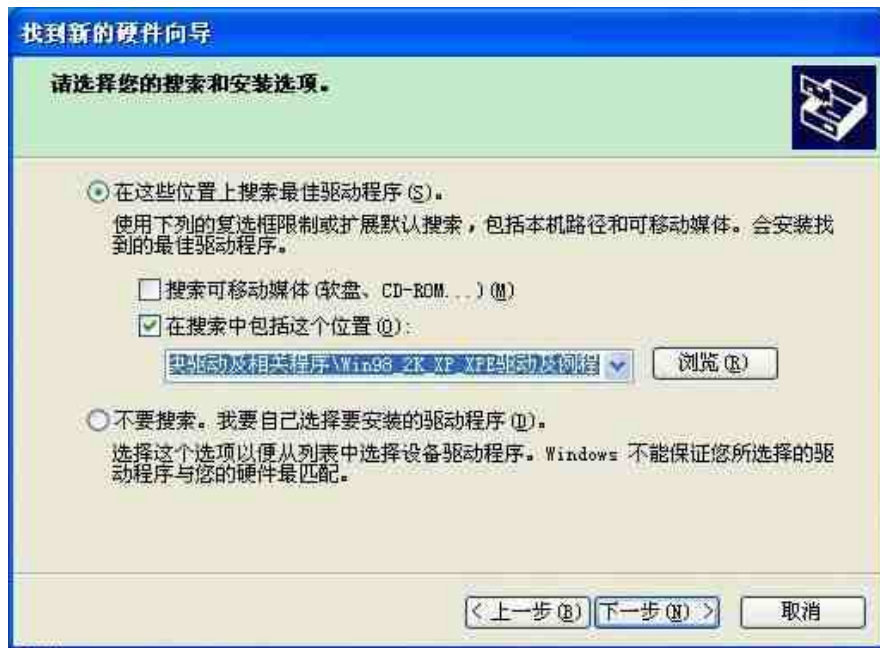 找到新的硬件向导
请选择您的搜索和安装选项。
在这些位置上搜索最佳驱动程序(S)。
使用下列的复选框限制或扩展默认搜索，包括本机路径和可移动媒体。会安装找
到的最佳驱动程序。
搜索可移动媒体(软盘、CD-ROM...)(M)
在搜索中包括这个位置(O):
夹驱动及相关程序\Win98_2K_XP_XPE驱动及例程
浏览(R)
不要搜索。我要自己选择要安装的驱动程序(D)。
选择这个选项以便从列表中选择设备驱动程序。Windows 不能保证您所选择的驱
动程序与您的硬件最匹配。
< 上一步(B) 下一步(N) > 取消